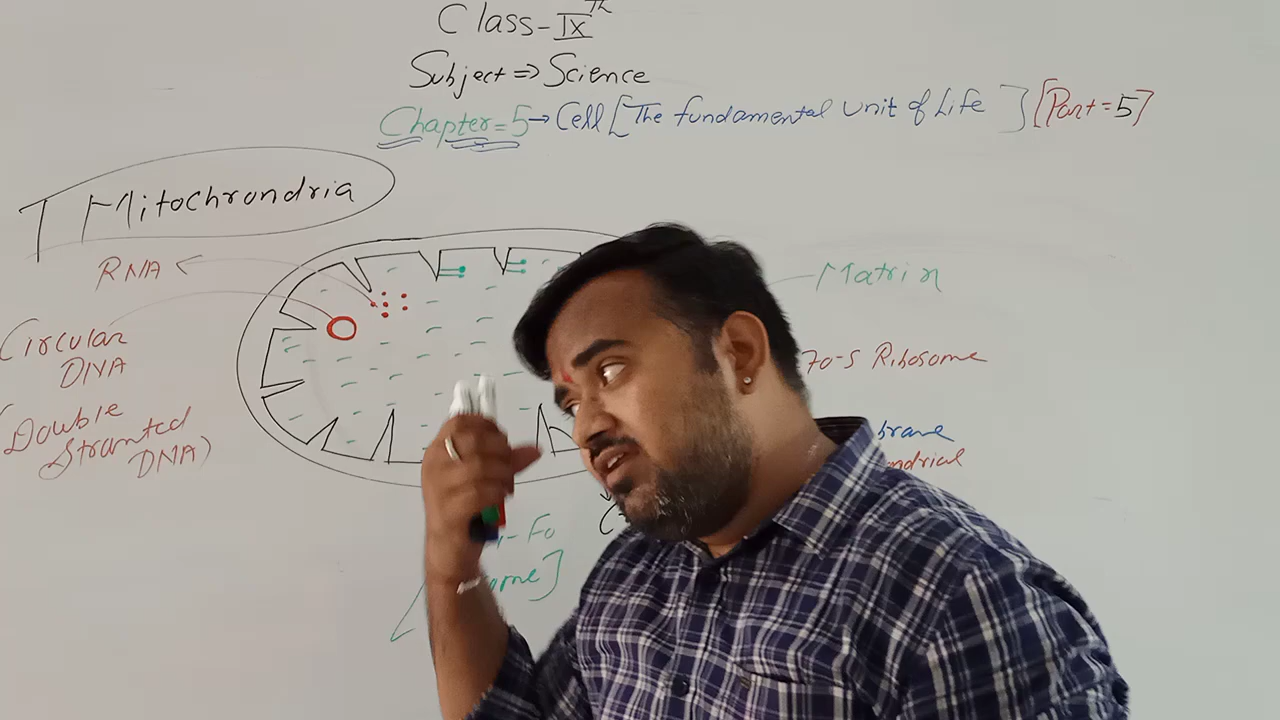 Class-IXth
Subject⇒Science
Chapter=5→Cell[The fundamental unit of Life][Part=5]
Mitochrondria
RNA
Matrix
Circular
DNA
70-S Ribosome
(Double
Stranted
DNA)